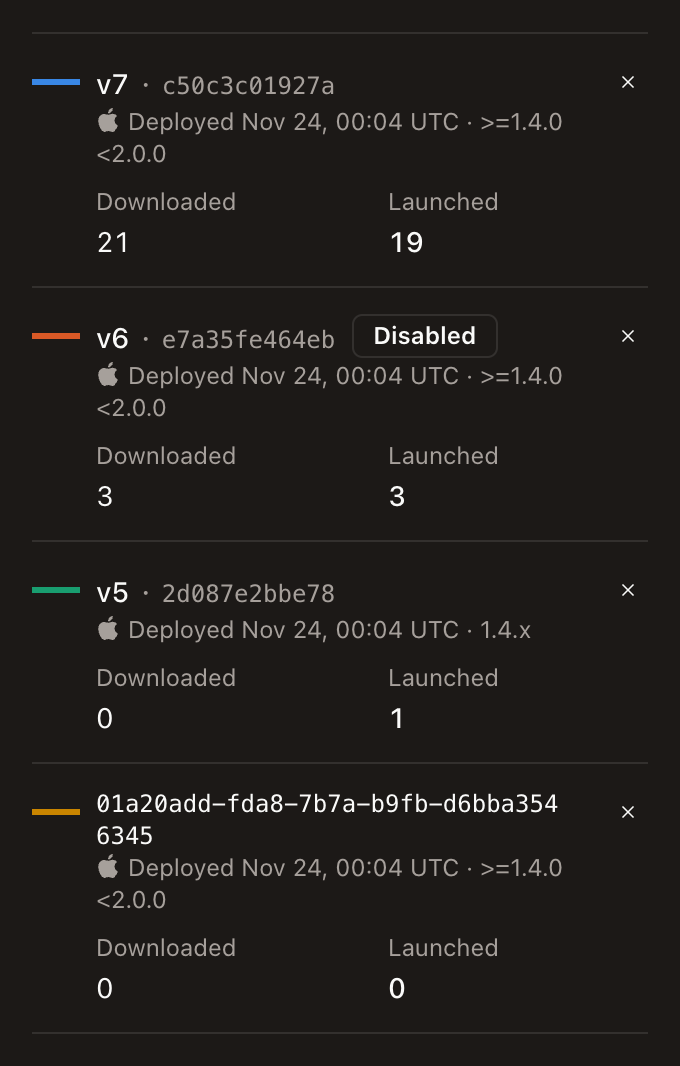 v7 · c50c3c01927a
Deployed Nov 24, 00:04 UTC · >=1.4.0
<2.0.0
Downloaded Launched
21 19
v6 · e7a35fe464eb Disabled
Deployed Nov 24, 00:04 UTC · >=1.4.0
<2.0.0
Downloaded Launched
3 3
v5 · 2d087e2bbe78
Deployed Nov 24, 00:04 UTC · 1.4.x
Downloaded Launched
0 1
01a20add-fda8-7b7a-b9fb-d6bba354
6345
Deployed Nov 24, 00:04 UTC · >=1.4.0
<2.0.0
Downloaded Launched
0 0